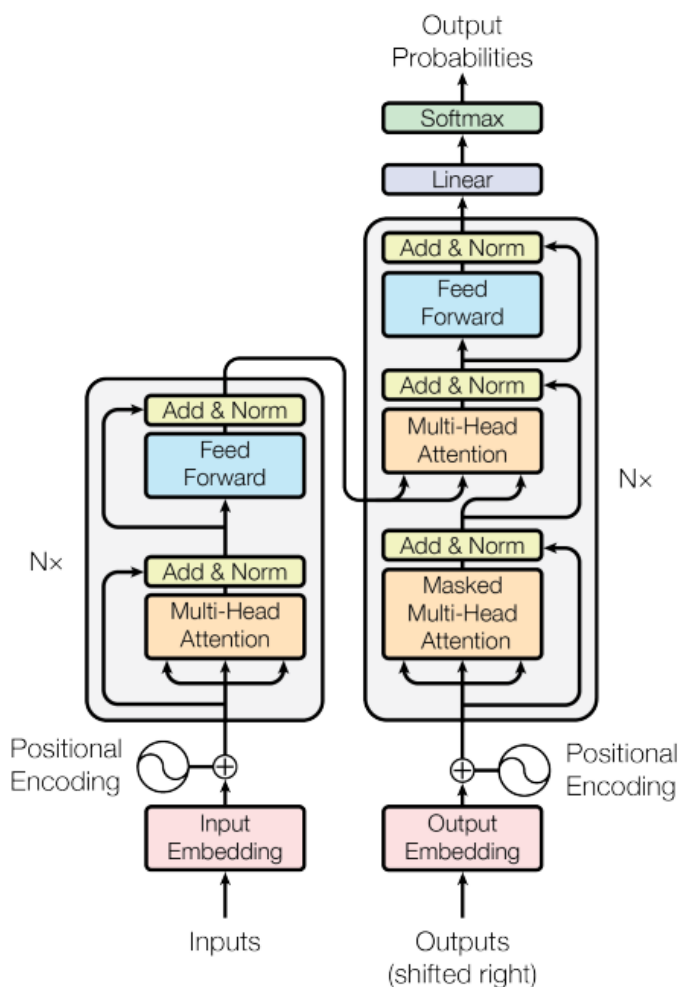 Output
Probabilities
Softmax
Linear
Add & Norm
Feed
Forward
Add & Norm
Multi-Head
Attention
Add & Norm
Masked
Multi-Head
Attention
N×
Add & Norm
Feed
Forward
Add & Norm
Multi-Head
Attention
N×
Positional
Encoding
Positional
Encoding
Input
Embedding
Output
Embedding
Inputs
Outputs
(shifted right)